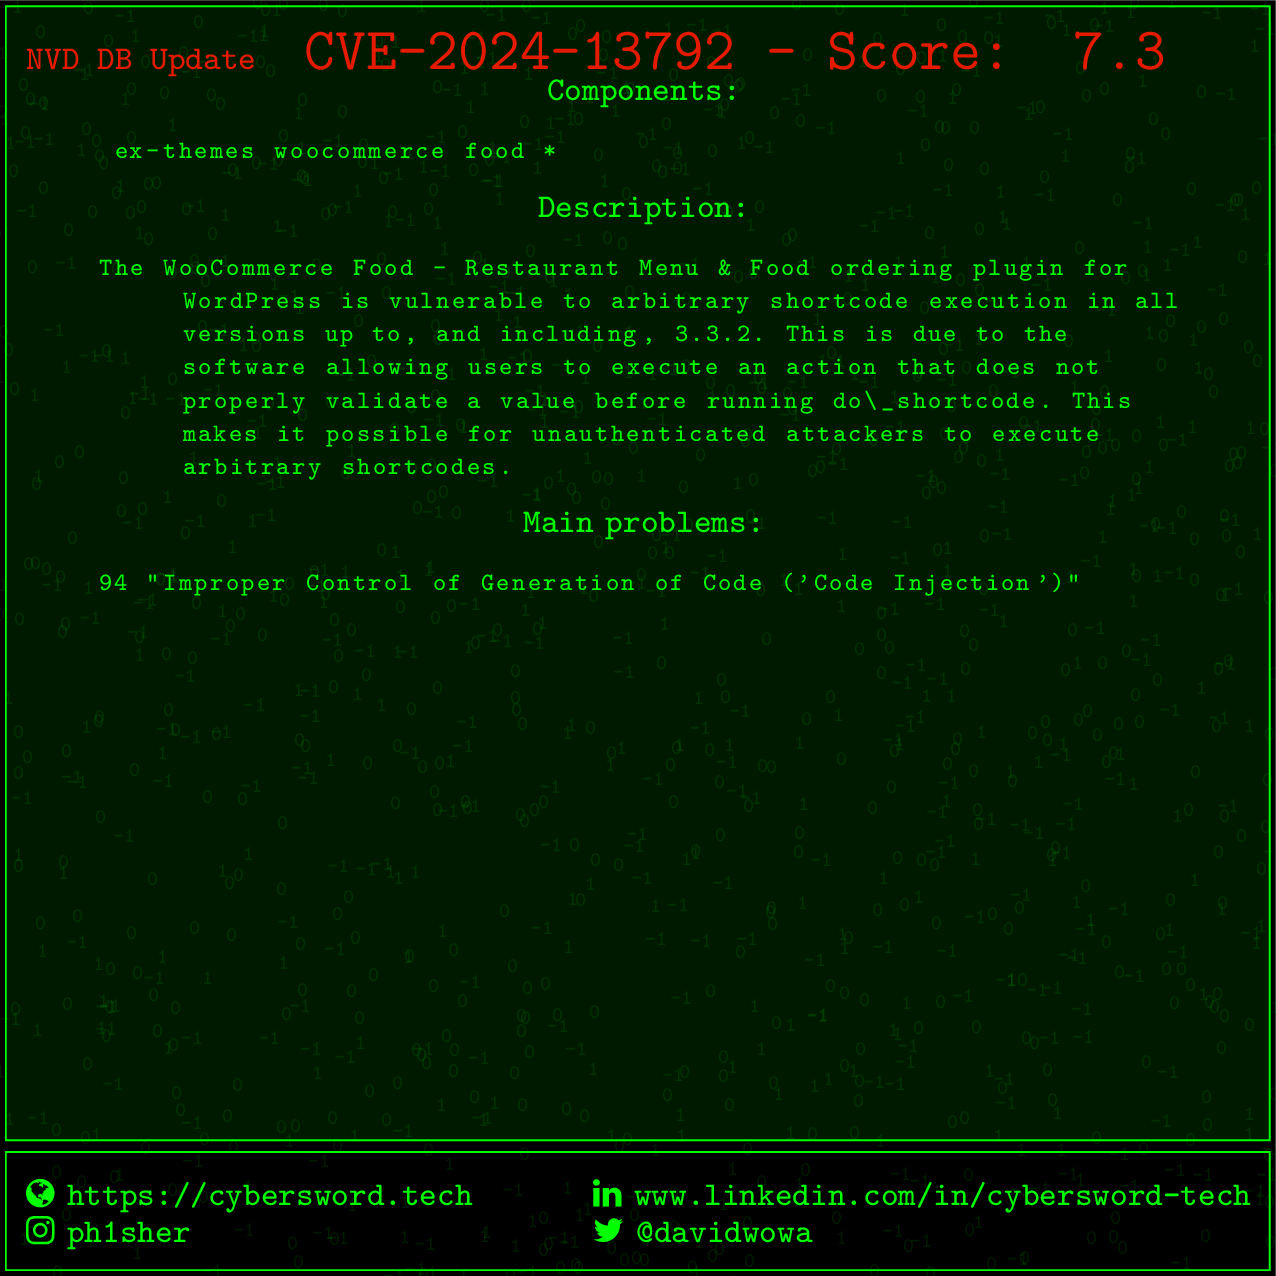 NVD DB Update CVE-2024-13792 - Score: 7.3
Components:
ex-themes woocommerce food *
Description:
The WooCommerce Food - Restaurant Menu & Food ordering plugin for
WordPress is vulnerable to arbitrary shortcode execution in all
versions up to, and including, 3.3.2. This is due to the
software allowing users to execute an action that does not
properly validate a value before running do\_shortcode. This
makes it possible for unauthenticated attackers to execute
arbitrary shortcodes.
Main problems:
94 "Improper Control of Generation of Code ('Code Injection')"
https://cybersword.tech
www.linkedin.com/in/cybersword-tech
ph1sher
@davidwowa